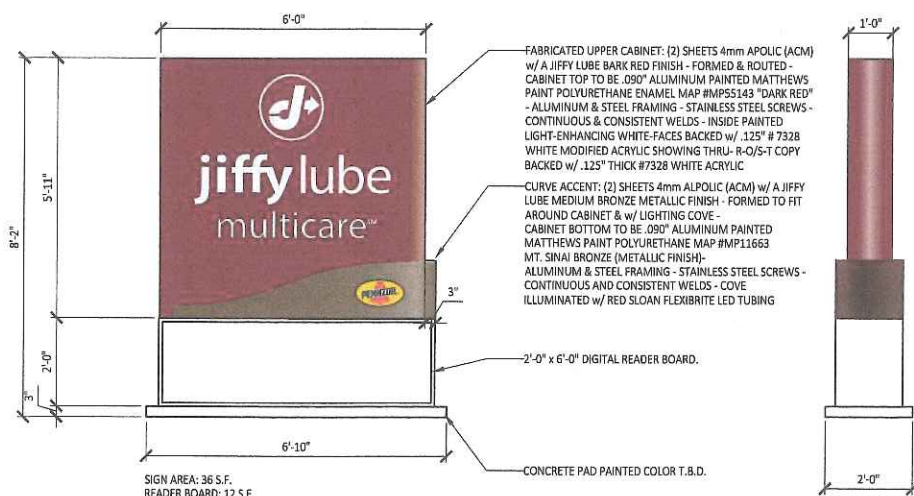 6'-0"
1'-0"
FABRICATED UPPER CABINET: (2) SHEETS 4mm APOLIC (ACM)
w/ A JIFFY LUBE BARK RED FINISH - FORMED & ROUTED -
CABINET TOP TO BE .090" ALUMINUM PAINTED MATTHEWS
PAINT POLYURETHANE ENAMEL MAP #MP55143 "DARK RED"
- ALUMINUM & STEEL FRAMING - STAINLESS STEEL SCREWS -
CONTINUOUS & CONSISTENT WELDS - INSIDE PAINTED
LIGHT-ENHANCING WHITE-FACES BACKED w/ .125" # 7328
WHITE MODIFIED ACRYLIC SHOWING THRU- R-O/S-T COPY
BACKED w/ .125" THICK #7328 WHITE ACRYLIC
jiffy lube
multicare℠
CURVE ACCENT: (2) SHEETS 4mm ALPOLIC (ACM) w/ A JIFFY
LUBE MEDIUM BRONZE METALLIC FINISH - FORMED TO FIT
AROUND CABINET & w/ LIGHTING COVE -
CABINET BOTTOM TO BE .090" ALUMINUM PAINTED
MATTHEWS PAINT POLYURETHANE MAP #MP11663
MT. SINAI BRONZE (METALLIC FINISH)-
ALUMINUM & STEEL FRAMING - STAINLESS STEEL SCREWS -
CONTINUOUS AND CONSISTENT WELDS - COVE
ILLUMINATED w/ RED SLOAN FLEXIBRITE LED TUBING
5'-11"
8'-2"
PENNZOIL
3"
2'-0"
2'-0" x 6'-0" DIGITAL READER BOARD.
3"
6'-10"
CONCRETE PAD PAINTED COLOR T.B.D.
2'-0"
SIGN AREA: 36 S.F.
READER BOARD: 12 S.F.